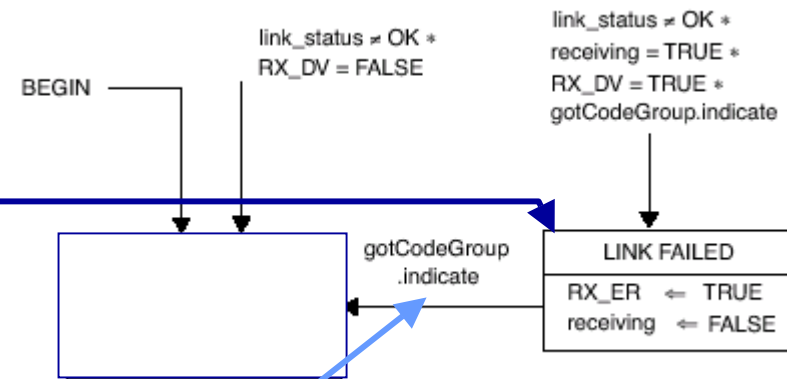 link_status ≠ OK *
RX_DV = FALSE
link_status ≠ OK *
receiving = TRUE *
RX_DV = TRUE *
gotCodeGroup.indicate
BEGIN
gotCodeGroup
.indicate
LINK FAILED
RX_ER ⇐ TRUE
receiving ⇐ FALSE